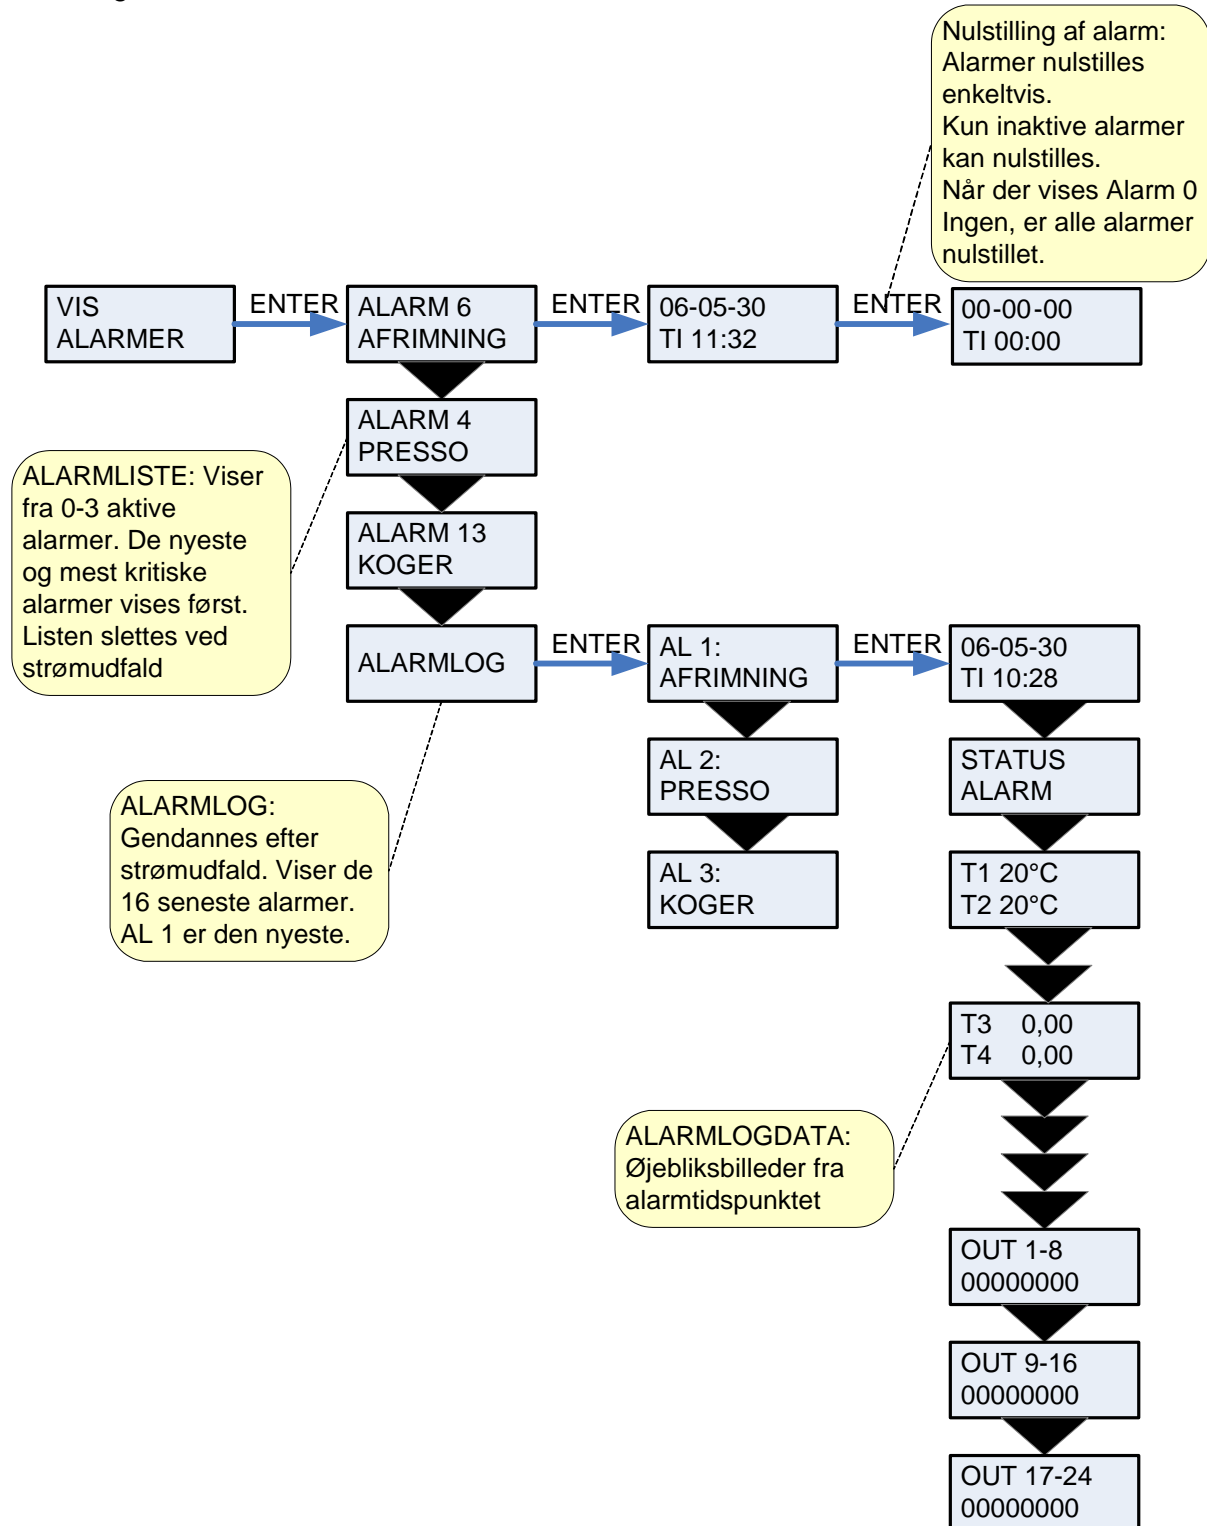 Nulstilling af alarm:
Alarmer nulstilles
enkeltvis.
Kun inaktive alarmer
kan nulstilles.
Når der vises Alarm 0
Ingen, er alle alarmer
nulstillet.
VIS
ALARMER
ENTER
ALARM 6
AFRIMNING
ENTER
06-05-30
TI 11:32
ENTER
00-00-00
TI 00:00
ALARM 4
PRESSO
ALARMLISTE: Viser
fra 0-3 aktive
alarmer. De nyeste
og mest kritiske
alarmer vises først.
Listen slettes ved
strømudfald
ALARM 13
KOGER
ALARMLOG
ENTER
AL 1:
AFRIMNING
ENTER
06-05-30
TI 10:28
AL 2:
PRESSO
STATUS
ALARM
ALARMLOG:
Gendannes efter
strømudfald. Viser de
16 seneste alarmer.
AL 1 er den nyeste.
AL 3:
KOGER
T1 20°C
T2 20°C
T3 0,00
T4 0,00
ALARMLOGDATA:
Øjebliksbilleder fra
alarmtidspunktet
OUT 1-8
00000000
OUT 9-16
00000000
OUT 17-24
00000000